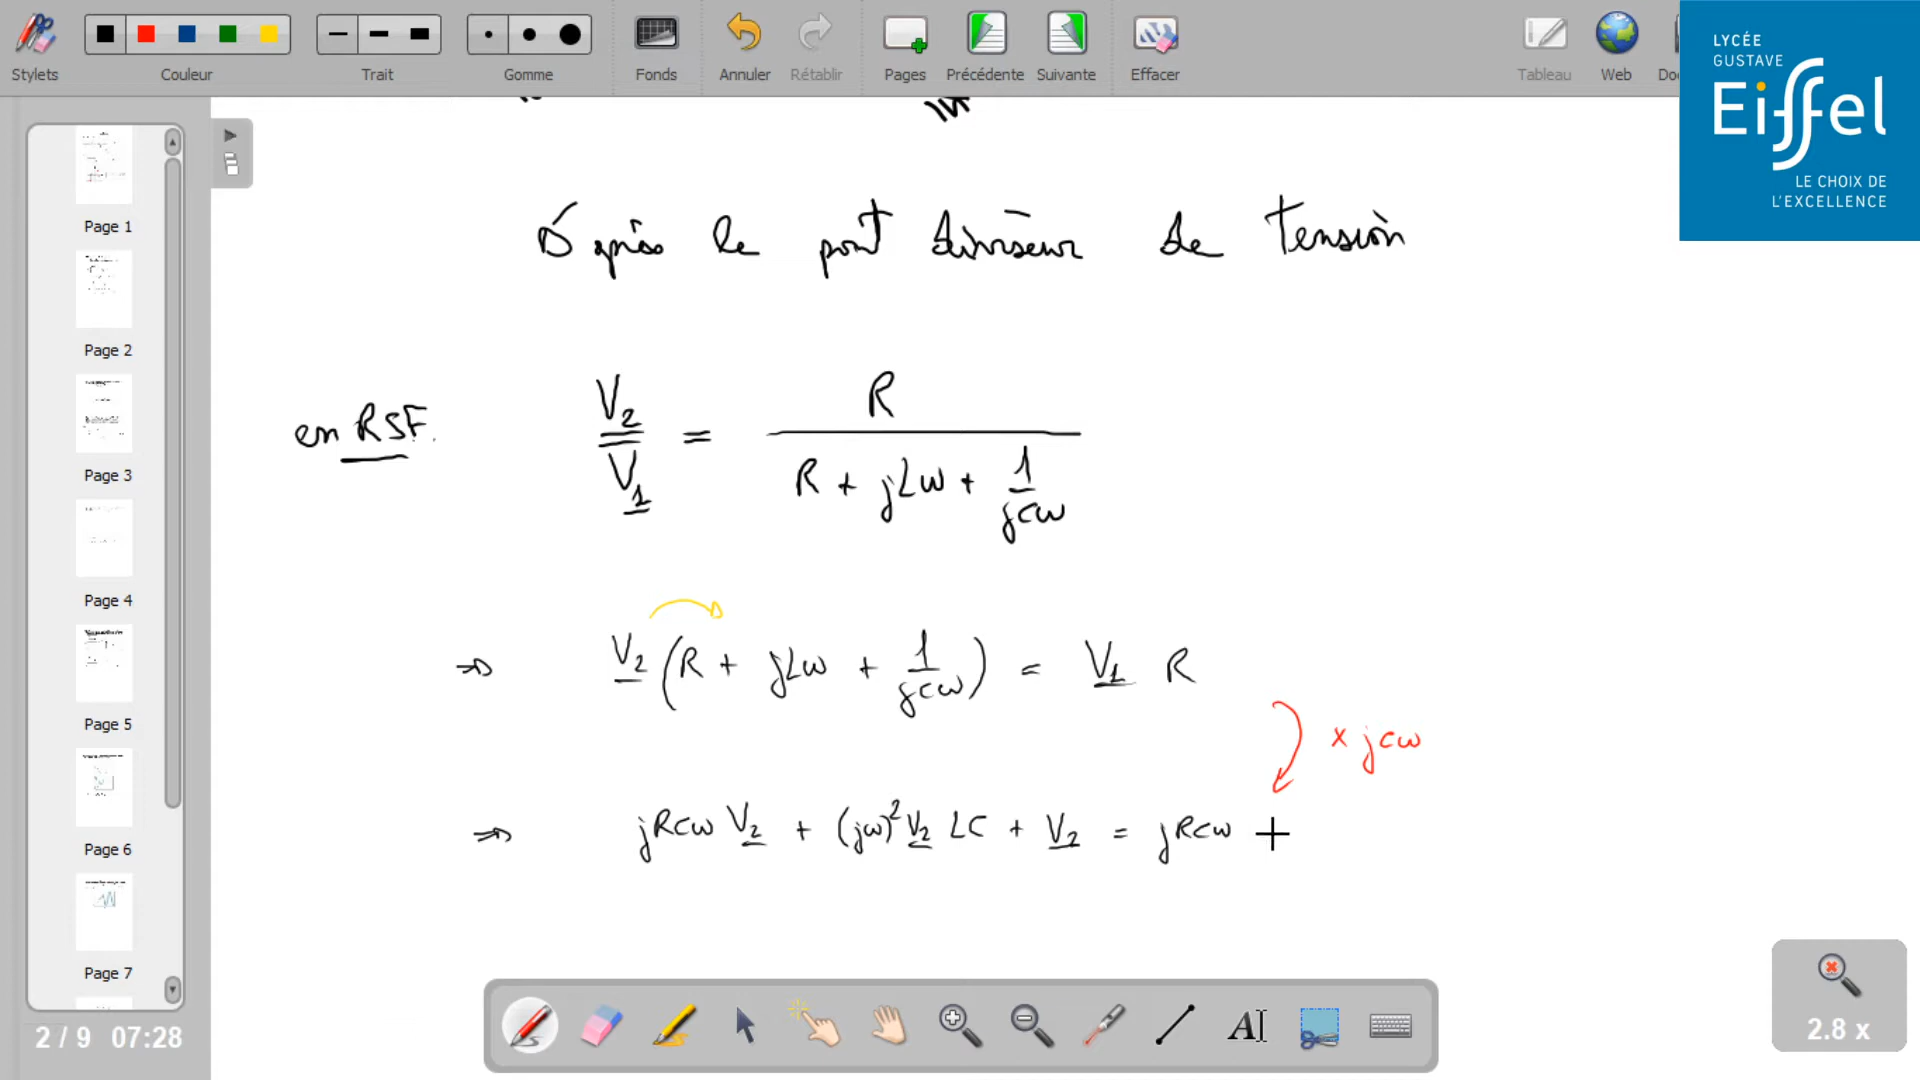 Stylets
Couleur
Trait
Gomme
Fonds
Annuler
Rétablir
Pages
Précédente
Suivante
Effacer
Tableau
Web
LYCÉE
GUSTAVE
Eiffel
LE CHOIX DE
L'EXCELLENCE
Page 1
Page 2
Page 3
Page 4
Page 5
Page 6
Page 7
2 / 9 07:28
D'après le pont diviseur de tension
en RSF. V2/V1 = R/(R + jLω + 1/jcω)
⇒ V2 (R + jLω + 1/jcω) = V1 R
x jcω
⇒ jRcω V2 + (jω)² V2 LC + V2 = jRcω
2.8 x